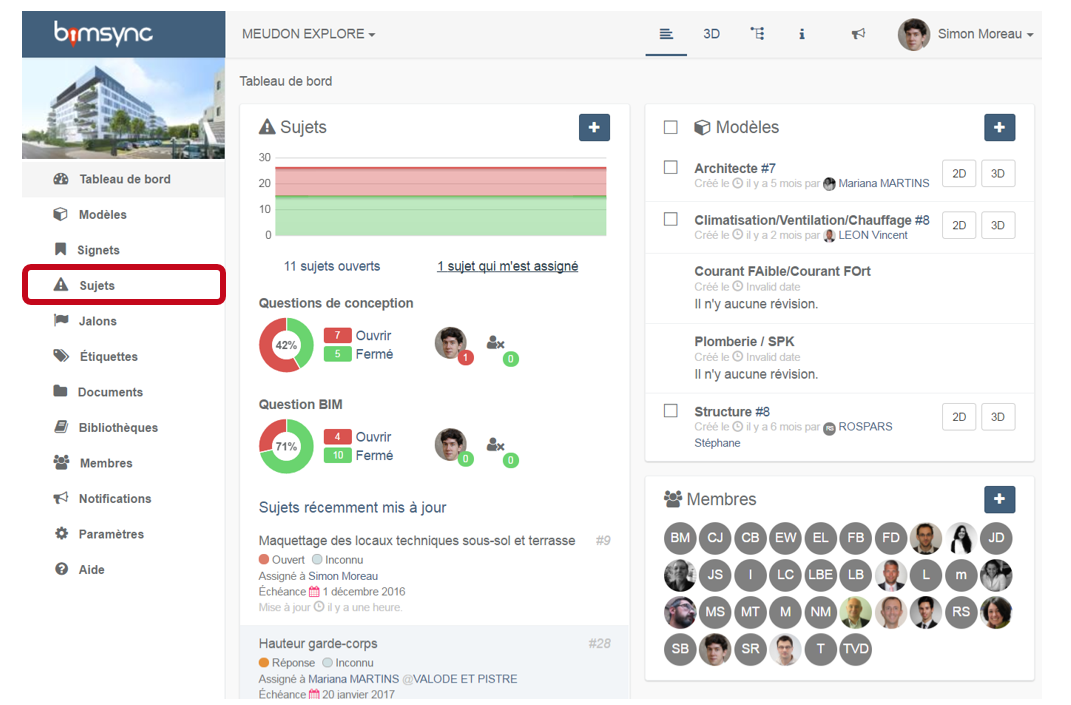 bimsync
MEUDON EXPLORE
3D
Simon Moreau
Tableau de bord
Modèles
Signets
Sujets
Jalons
Étiquettes
Documents
Bibliothèques
Membres
Notifications
Paramètres
Aide
Tableau de bord
Sujets
30
20
10
0
11 sujets ouverts
1 sujet qui m'est assigné
Questions de conception
42%
7 Ouvrir
5 Fermé
1
0
Question BIM
71%
4 Ouvrir
10 Fermé
0
0
Sujets récemment mis à jour
Maquettage des locaux techniques sous-sol et terrasse #9
Ouvert Inconnu
Assigné à Simon Moreau
Échéance 1 décembre 2016
Mise à jour il y a une heure.
Hauteur garde-corps #28
Réponse Inconnu
Assigné à Mariana MARTINS @VALODE ET PISTRE
Échéance 20 janvier 2017
Modèles
Architecte #7
Créé le il y a 5 mois par Mariana MARTINS
2D 3D
Climatisation/Ventilation/Chauffage #8
Créé le il y a 2 mois par LEON Vincent
2D 3D
Courant FAible/Courant FOrt
Créé le Invalid date
Il n'y aucune révision.
Plomberie / SPK
Créé le Invalid date
Il n'y aucune révision.
Structure #8
Créé le il y a 6 mois par RS ROSPARS
Stéphane
2D 3D
Membres
BM CJ CB EW EL FB FD JD
JS I LC LBE LB L m
MS MT M NM RS
SB SR T TVD